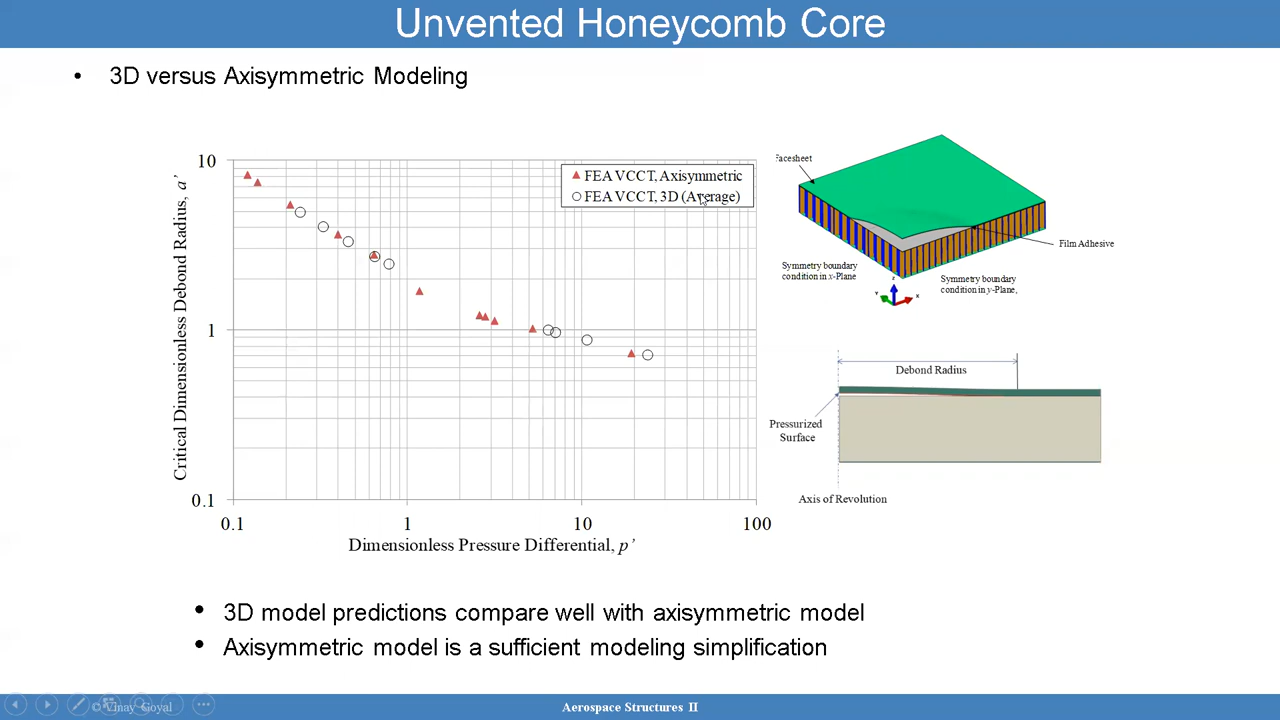 Unvented Honeycomb Core
• 3D versus Axisymmetric Modeling
10
1
0.1
0.1
1
10
100
Critical Dimensionless Debond Radius, a’
Dimensionless Pressure Differential, p’
FEA VCCT, Axisymmetric
FEA VCCT, 3D (Average)
Facesheet
Film Adhesive
Symmetry boundary
condition in x-Plane
Symmetry boundary
condition in y-Plane,
Z
Y
X
Debond Radius
Pressurized
Surface
Axis of Revolution
• 3D model predictions compare well with axisymmetric model
• Axisymmetric model is a sufficient modeling simplification
© Vinay Goyal
Aerospace Structures II